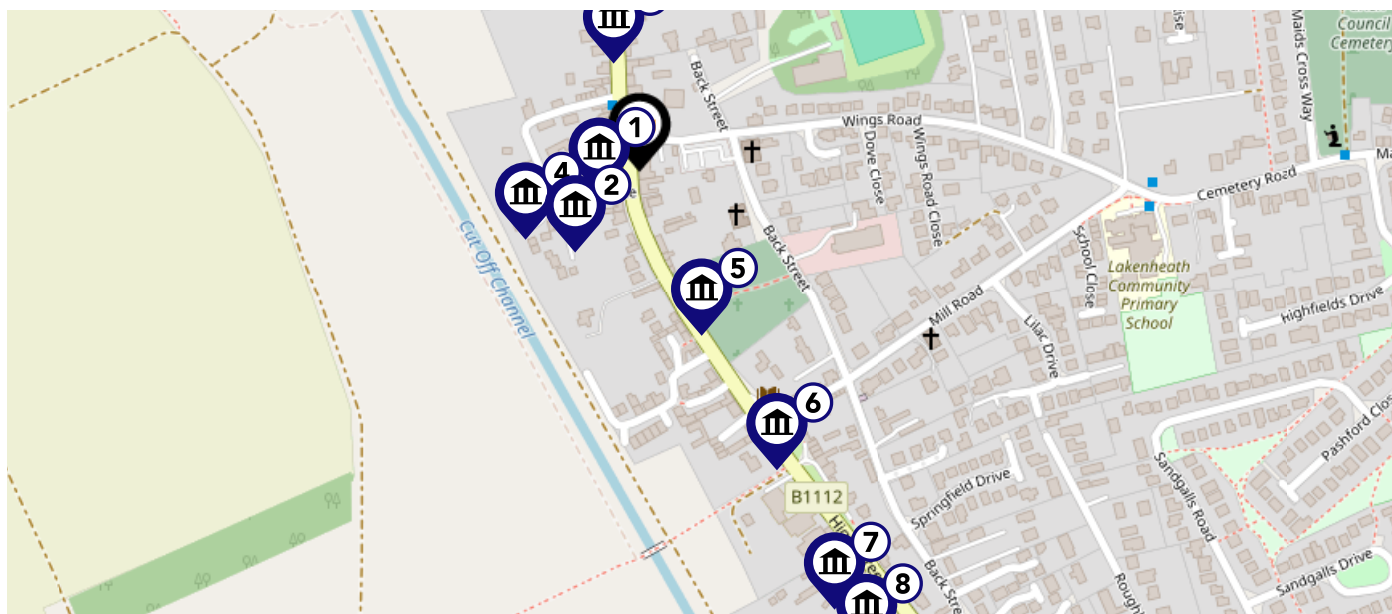 Back Street
Wings Road
Dove Close
Wings Road Close
Maids Cross Way
Council
Cemetery
Cemetery Road
1
4
2
Cut Off Channel
Back Street
5
School Close
Lakenheath
Community
Primary
School
Mill Road
Lilac Drive
Highfields Drive
6
B1112
Springfield Drive
Sandgalls Road
Pashford Clos
7
8
Back Stre
Rough
Sandgalls Drive